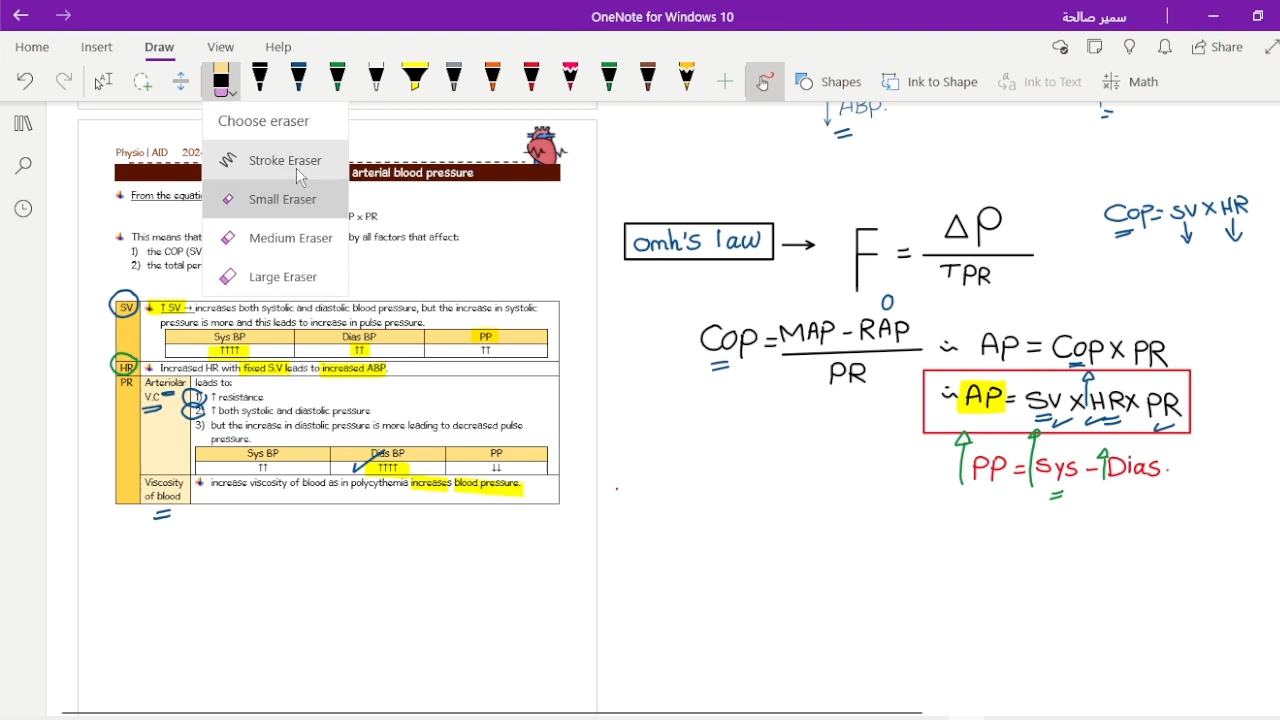 OneNote for Windows 10
سمير صالحة
Home Insert Draw View Help
Share
Shapes Ink to Shape Ink to Text Math
Choose eraser
Stroke Eraser
Small Eraser
Medium Eraser
Large Eraser
Physio | AID 202
arterial blood pressure
From the equati
P x PR
This means that by all factors that affect:
1) the COP (SV
2) the total per
SV ↑ SV → increases both systolic and diastolic blood pressure, but the increase in systolic
pressure is more and this leads to increase in pulse pressure.
Sys BP Dias BP PP
↑↑↑↑ ↑↑ ↑↑
HR Increased HR with fixed S.V leads to increased ABP.
PR Arteriolar V.C leads to:
1) ↑ resistance
2) ↑ both systolic and diastolic pressure
3) but the increase in diastolic pressure is more leading to decreased pulse
pressure.
Sys BP Dias BP PP
↑↑ ↑↑↑↑ ↓↓
Viscosity of blood increase viscosity of blood as in polycythemia increases blood pressure.
↓ ABP.
omh's law → F = ΔP / TPR
COP = SV X HR
↓ ↓
0
COP = MAP - RAP / PR
∴ AP = COP X PR
∴ AP = SV X HR X PR
↑ PP = ↑ Sys - ↑ Dias.